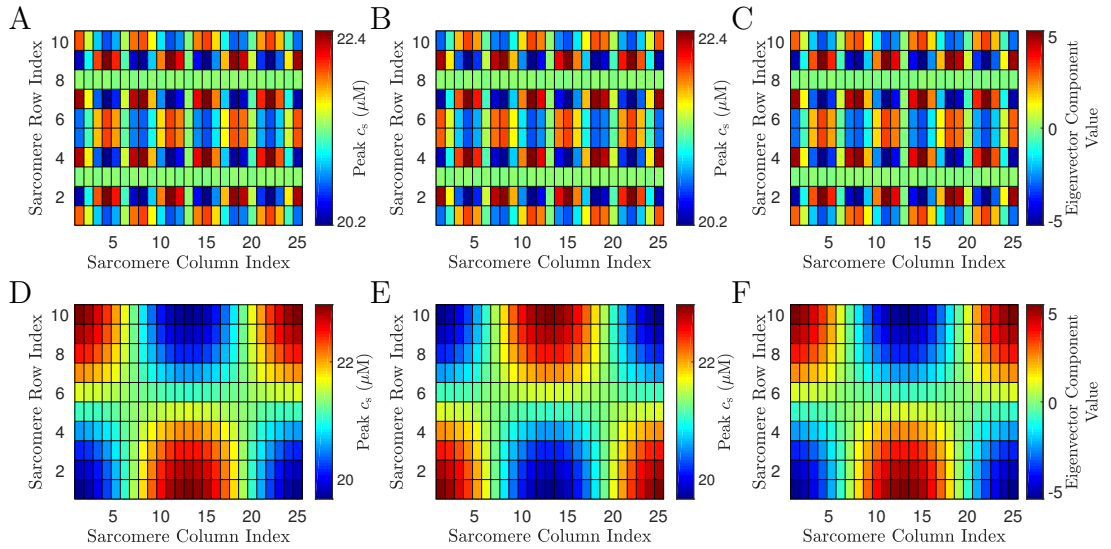 A
B
C
Sarcomere Row Index
10
8
6
4
2
5
10
15
20
25
Sarcomere Column Index
22.4
20.2
Peak cₛ (μM)
Sarcomere Row Index
10
8
6
4
2
5
10
15
20
25
Sarcomere Column Index
22.4
20.2
Peak cₛ (μM)
Sarcomere Row Index
10
8
6
4
2
5
10
15
20
25
Sarcomere Column Index
5
0
-5
Eigenvector Component
Value
D
E
F
Sarcomere Row Index
10
8
6
4
2
5
10
15
20
25
Sarcomere Column Index
22
20
Peak cₛ (μM)
Sarcomere Row Index
10
8
6
4
2
5
10
15
20
25
Sarcomere Column Index
22
20
Peak cₛ (μM)
Sarcomere Row Index
10
8
6
4
2
5
10
15
20
25
Sarcomere Column Index
5
0
-5
Eigenvector Component
Value